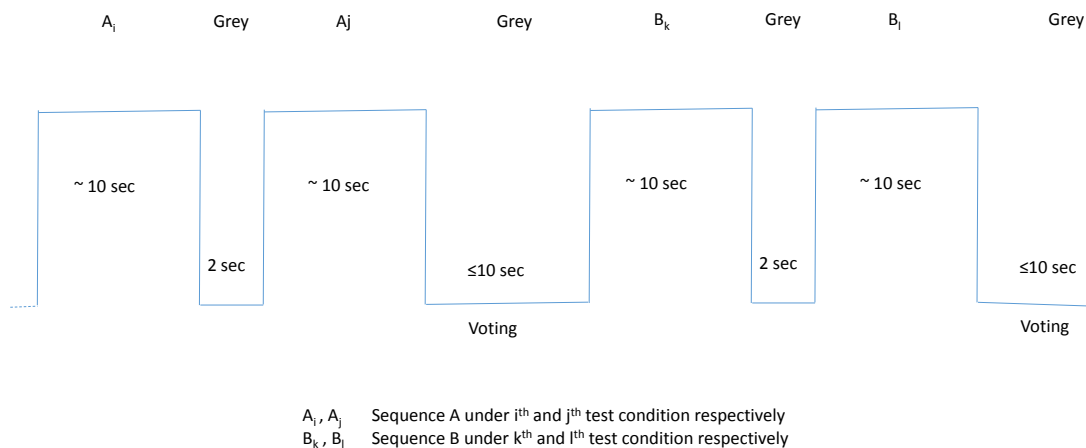 Aᵢ Grey Aj Grey Bₖ Grey Bₗ Grey
~ 10 sec ~ 10 sec ~ 10 sec ~ 10 sec
2 sec ≤10 sec 2 sec ≤10 sec
Voting Voting
Aᵢ , Aⱼ Sequence A under iᵗʰ and jᵗʰ test condition respectively
Bₖ , Bₗ Sequence B under kᵗʰ and lᵗʰ test condition respectively